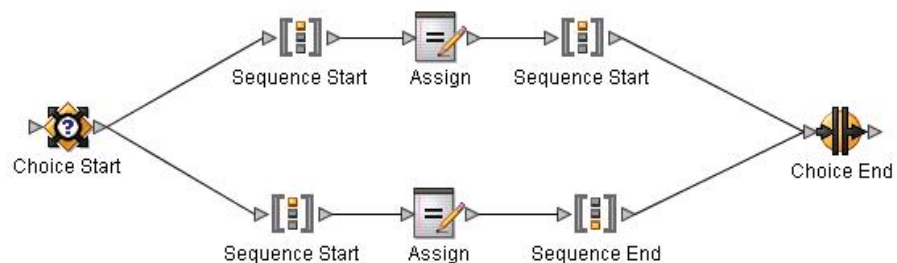 Sequence Start
Assign
Sequence Start
Choice Start
Choice End
Sequence Start
Assign
Sequence End